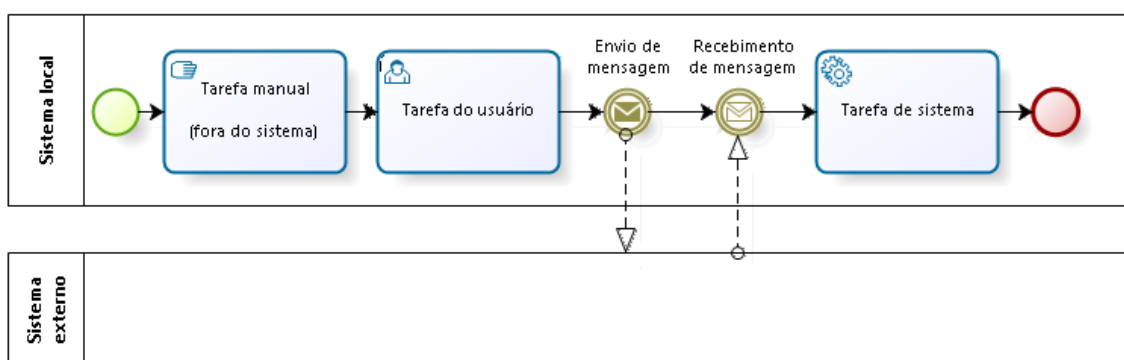 Sistema local
Tarefa manual
(fora do sistema)
Tarefa do usuário
Envio de
mensagem
Recebimento
de mensagem
Tarefa de sistema
Sistema
externo